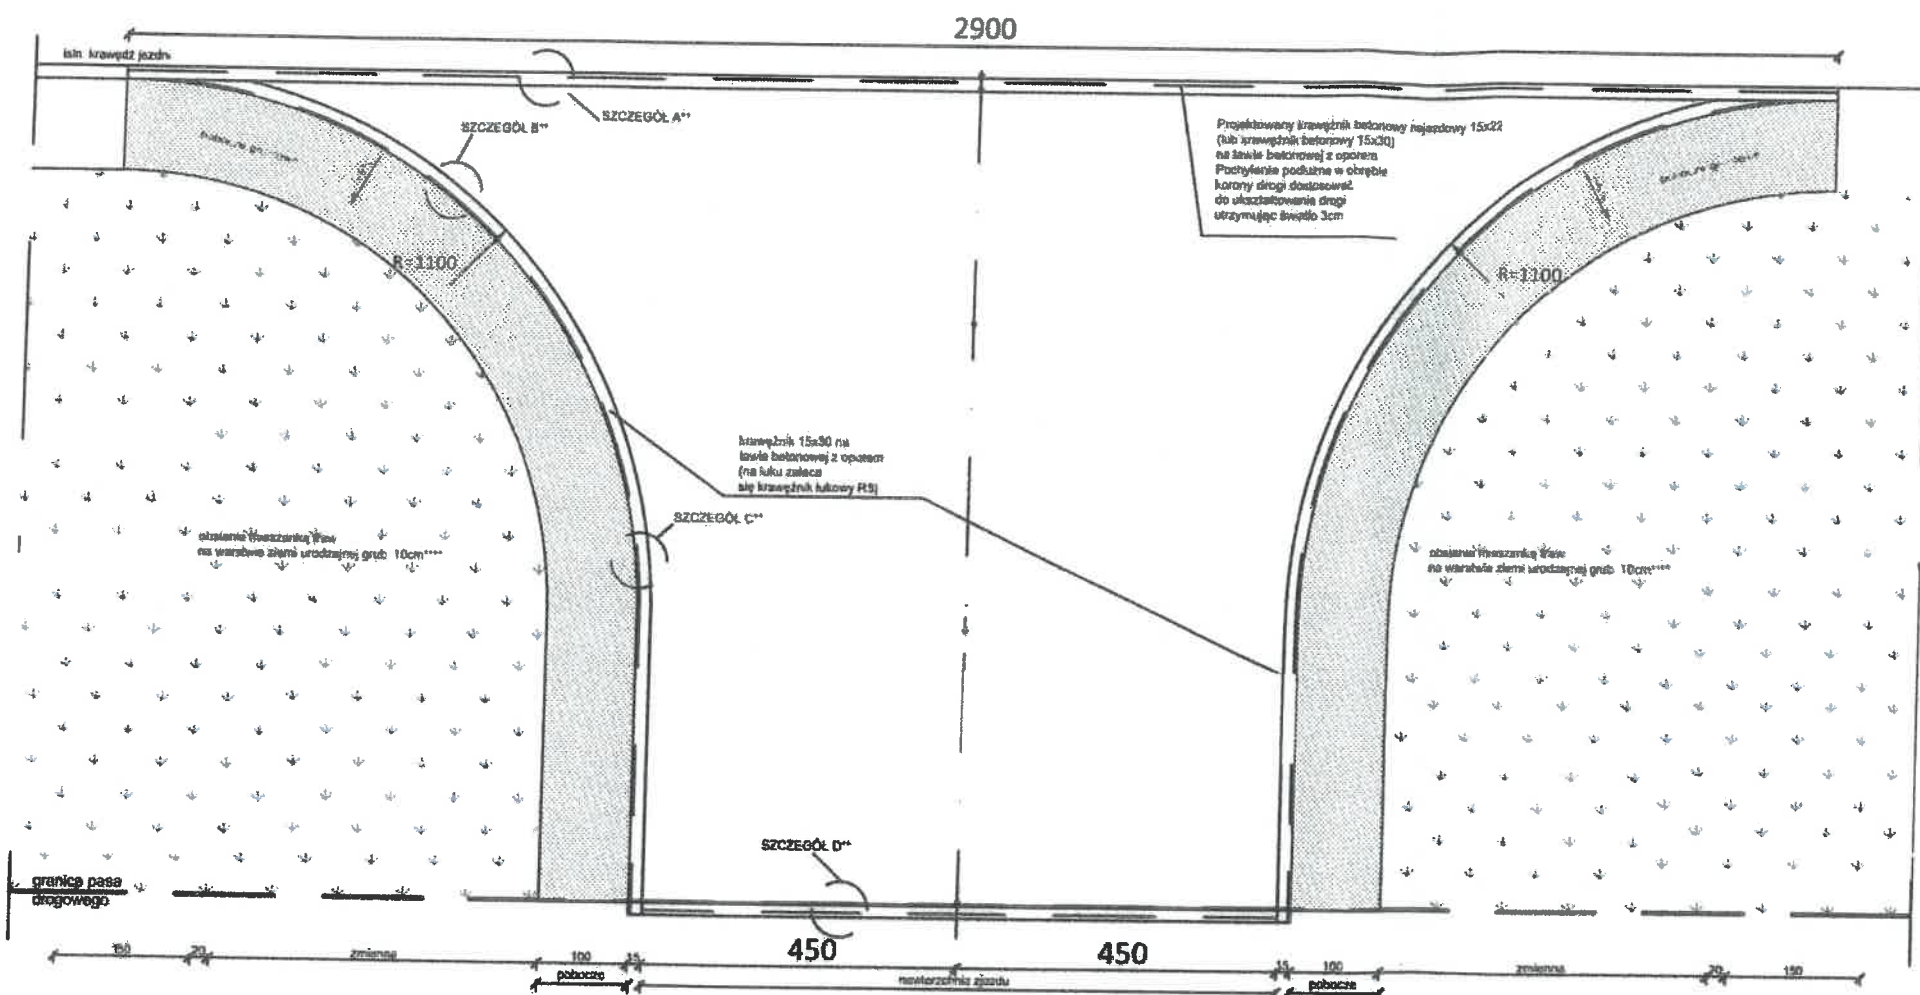 2900
istn. krawędź jezdni
SZCZEGÓŁ A**
SZCZEGÓŁ B**
Projektowany krawężnik betonowy najazdowy 15x22
(lub krawężnik betonowy 15x30)
na ławie betonowej z oporem
Pochylenie podłużne w obrębie
korony drogi dostosować
do ukształtowania drogi
utrzymując światło 3cm
R=1100
R=1100
krawężnik 15x30 na
ławie betonowej z oporem
(na łuku zaleca
się krawężnik łukowy R5)
SZCZEGÓŁ C**
obsianie mieszanką traw
na warstwie ziemi urodzajnej grub. 10cm****
obsianie mieszanką traw
na warstwie ziemi urodzajnej grub. 10cm****
SZCZEGÓŁ D**
granica pasa
drogowego
150 20 zmienna 100 15 450 450 15 100 zmienna 20 150
pobocze nawierzchnia zjazdu pobocze